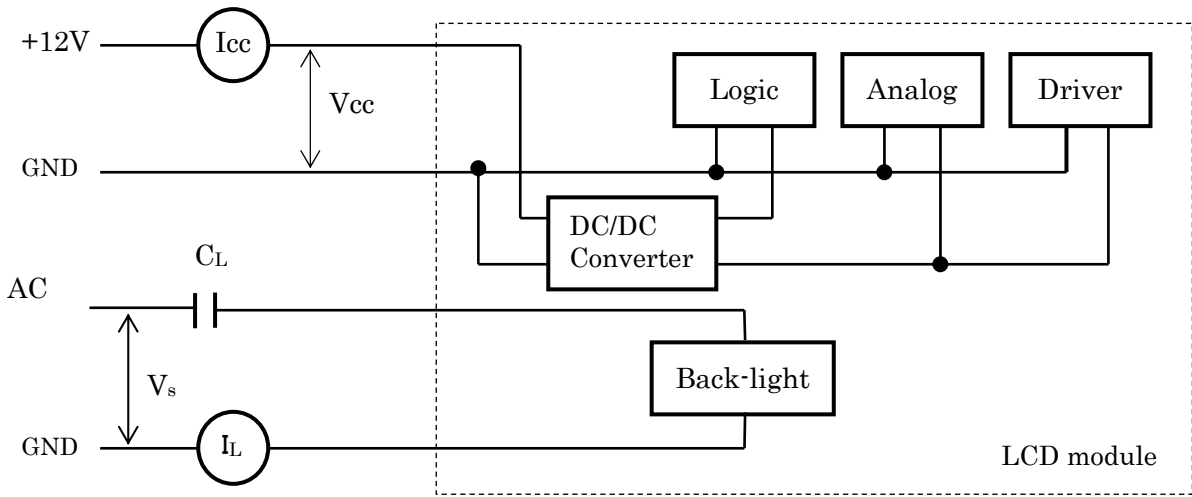 +12V
Icc
Vcc
GND
Logic
Analog
Driver
DC/DC
Converter
CL
AC
Vs
Back-light
GND
IL
LCD module